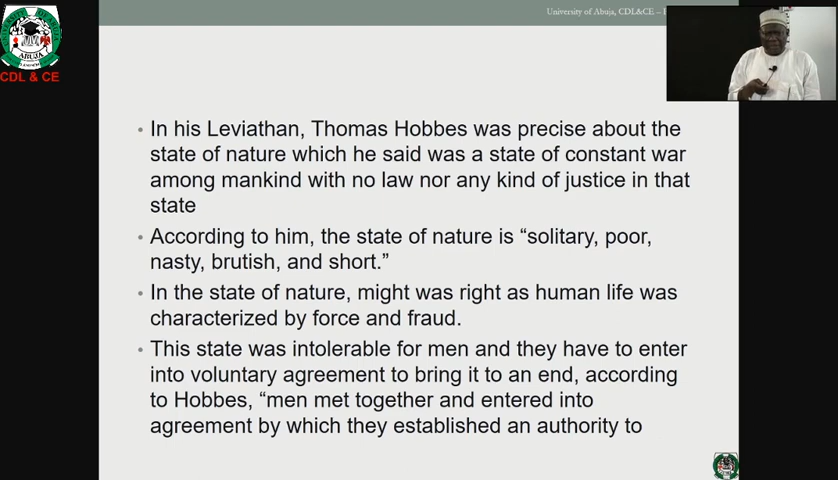 University of Abuja, CDL&CE –
ABUJA
CDL & CE
• In his Leviathan, Thomas Hobbes was precise about the
state of nature which he said was a state of constant war
among mankind with no law nor any kind of justice in that
state
• According to him, the state of nature is “solitary, poor,
nasty, brutish, and short.”
• In the state of nature, might was right as human life was
characterized by force and fraud.
• This state was intolerable for men and they have to enter
into voluntary agreement to bring it to an end, according
to Hobbes, “men met together and entered into
agreement by which they established an authority to